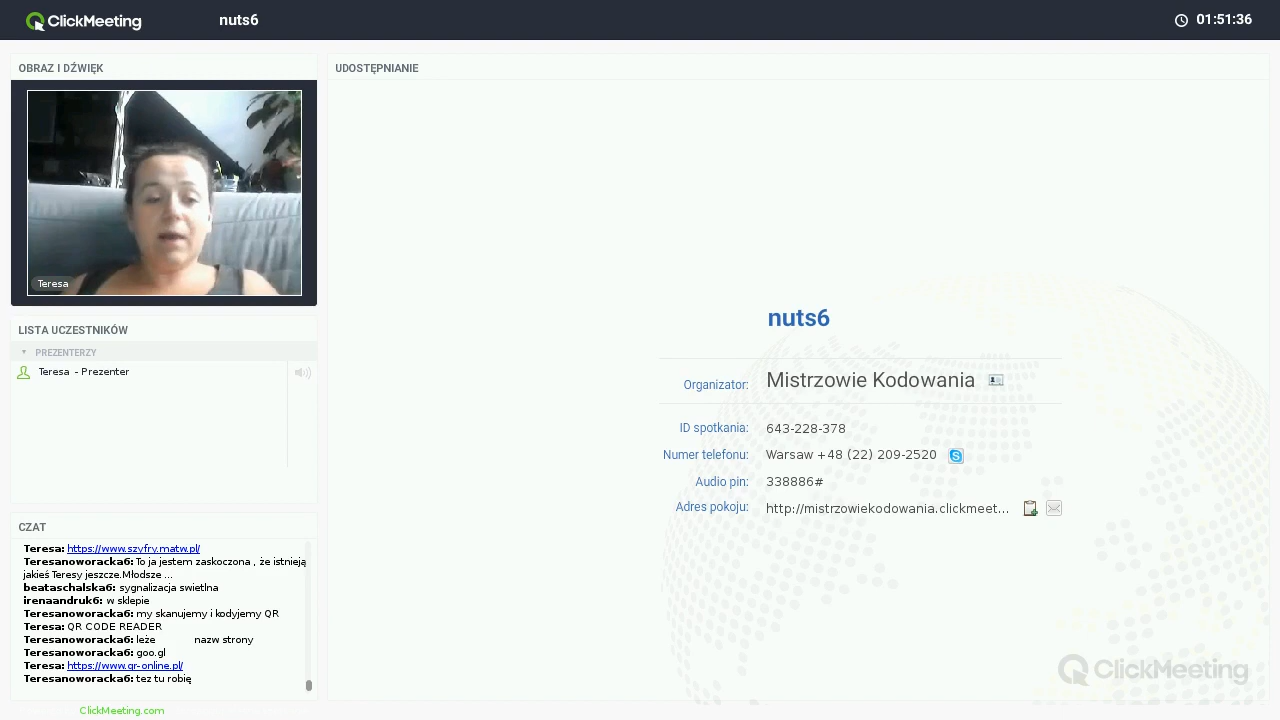 ClickMeeting
nuts6
01:51:36
OBRAZ I DŹWIĘK
Teresa
LISTA UCZESTNIKÓW
PREZENTERZY
Teresa - Prezenter
CZAT
Teresa: https://www.szyfry.matw.pl/
Teresanoworacka6: To ja jestem zaskoczona , że istnieją
jakieś Teresy jeszcze.Młodsze ...
beataschalska6: sygnalizacja swietlna
irenaandruk6: w sklepie
Teresanoworacka6: my skanujemy i kodyjemy QR
Teresa: QR CODE READER
Teresanoworacka6: leże nazw strony
Teresanoworacka6: goo.gl
Teresa: https://www.qr-online.pl/
Teresanoworacka6: tez tu robię
ClickMeeting.com
UDOSTĘPNIANIE
nuts6
Organizator: Mistrzowie Kodowania
ID spotkania: 643-228-378
Numer telefonu: Warsaw +48 (22) 209-2520
Audio pin: 338886#
Adres pokoju: http://mistrzowiekodowania.clickmeet...
ClickMeeting